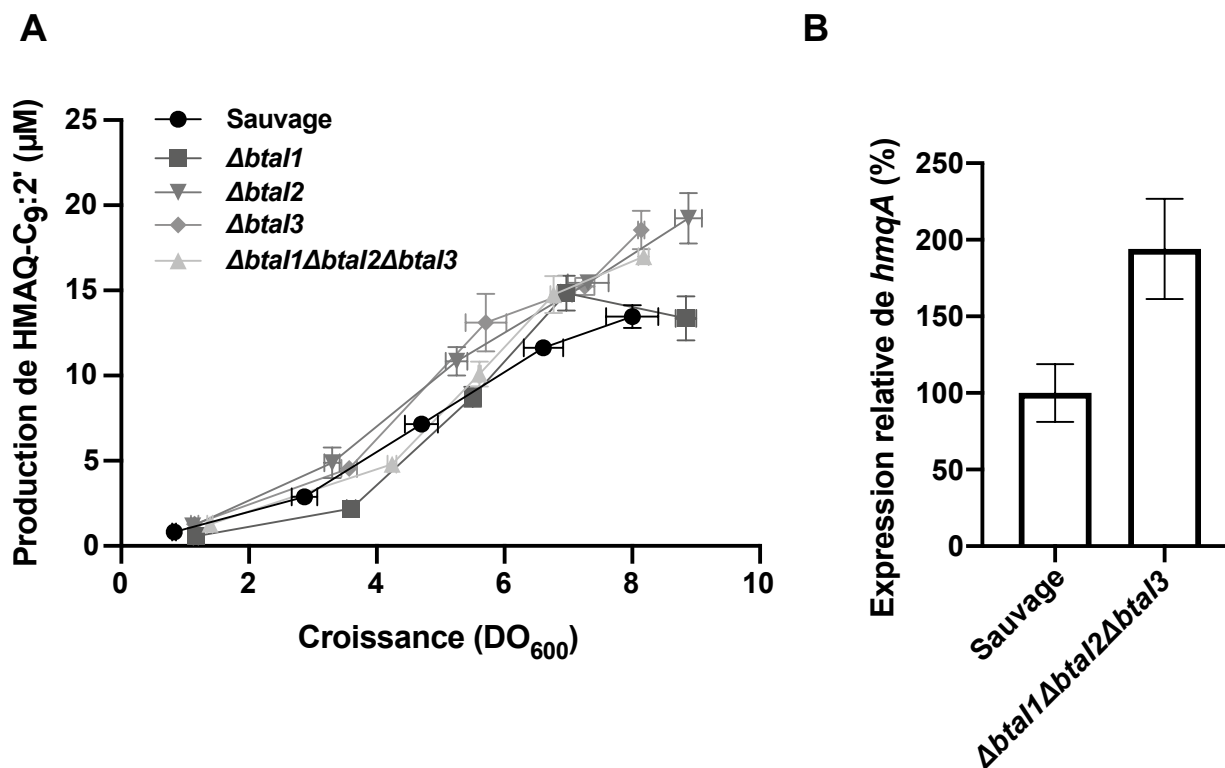 A
B
Production de HMAQ-C9:2' (µM)
25
20
15
10
5
0
0
2
4
6
8
10
Croissance (DO600)
Sauvage
Δbtal1
Δbtal2
Δbtal3
Δbtal1Δbtal2Δbtal3
Expression relative de hmqA (%)
250
200
150
100
50
0
Sauvage
Δbtal1Δbtal2Δbtal3